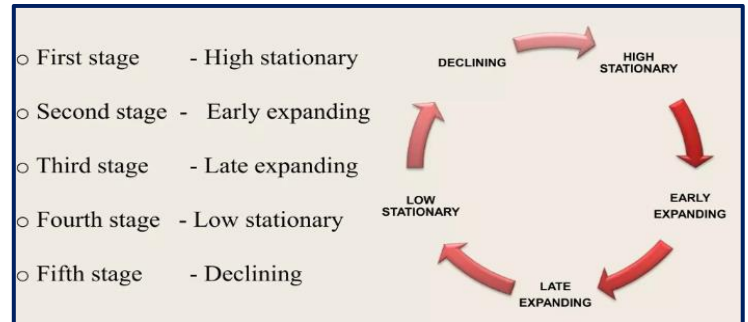 o First stage - High stationary
o Second stage - Early expanding
o Third stage - Late expanding
o Fourth stage - Low stationary
o Fifth stage - Declining
DECLINING
HIGH
STATIONARY
EARLY
EXPANDING
LATE
EXPANDING
LOW
STATIONARY